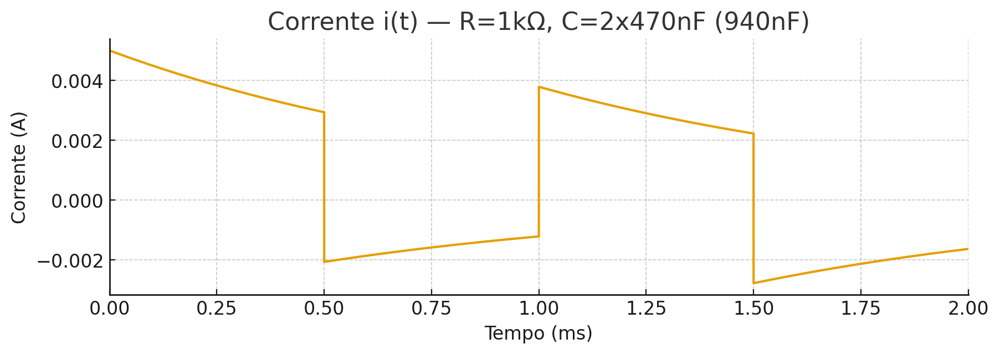 Corrente i(t) — R=1kΩ, C=2x470nF (940nF)
Corrente (A)
0.004
0.002
0.000
−0.002
0.00 0.25 0.50 0.75 1.00 1.25 1.50 1.75 2.00
Tempo (ms)